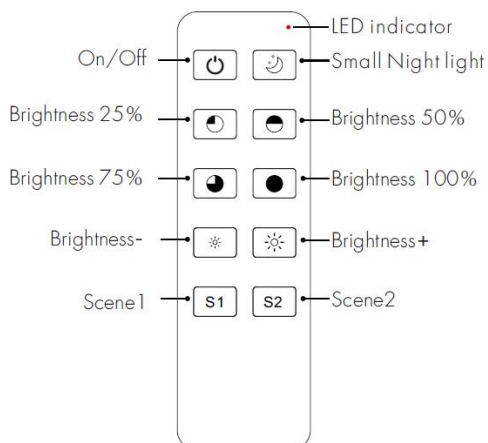 LED indicator
On/Off
Small Night light
Brightness 25%
Brightness 50%
Brightness 75%
Brightness 100%
Brightness-
Brightness+
Scene1
S1
S2
Scene2